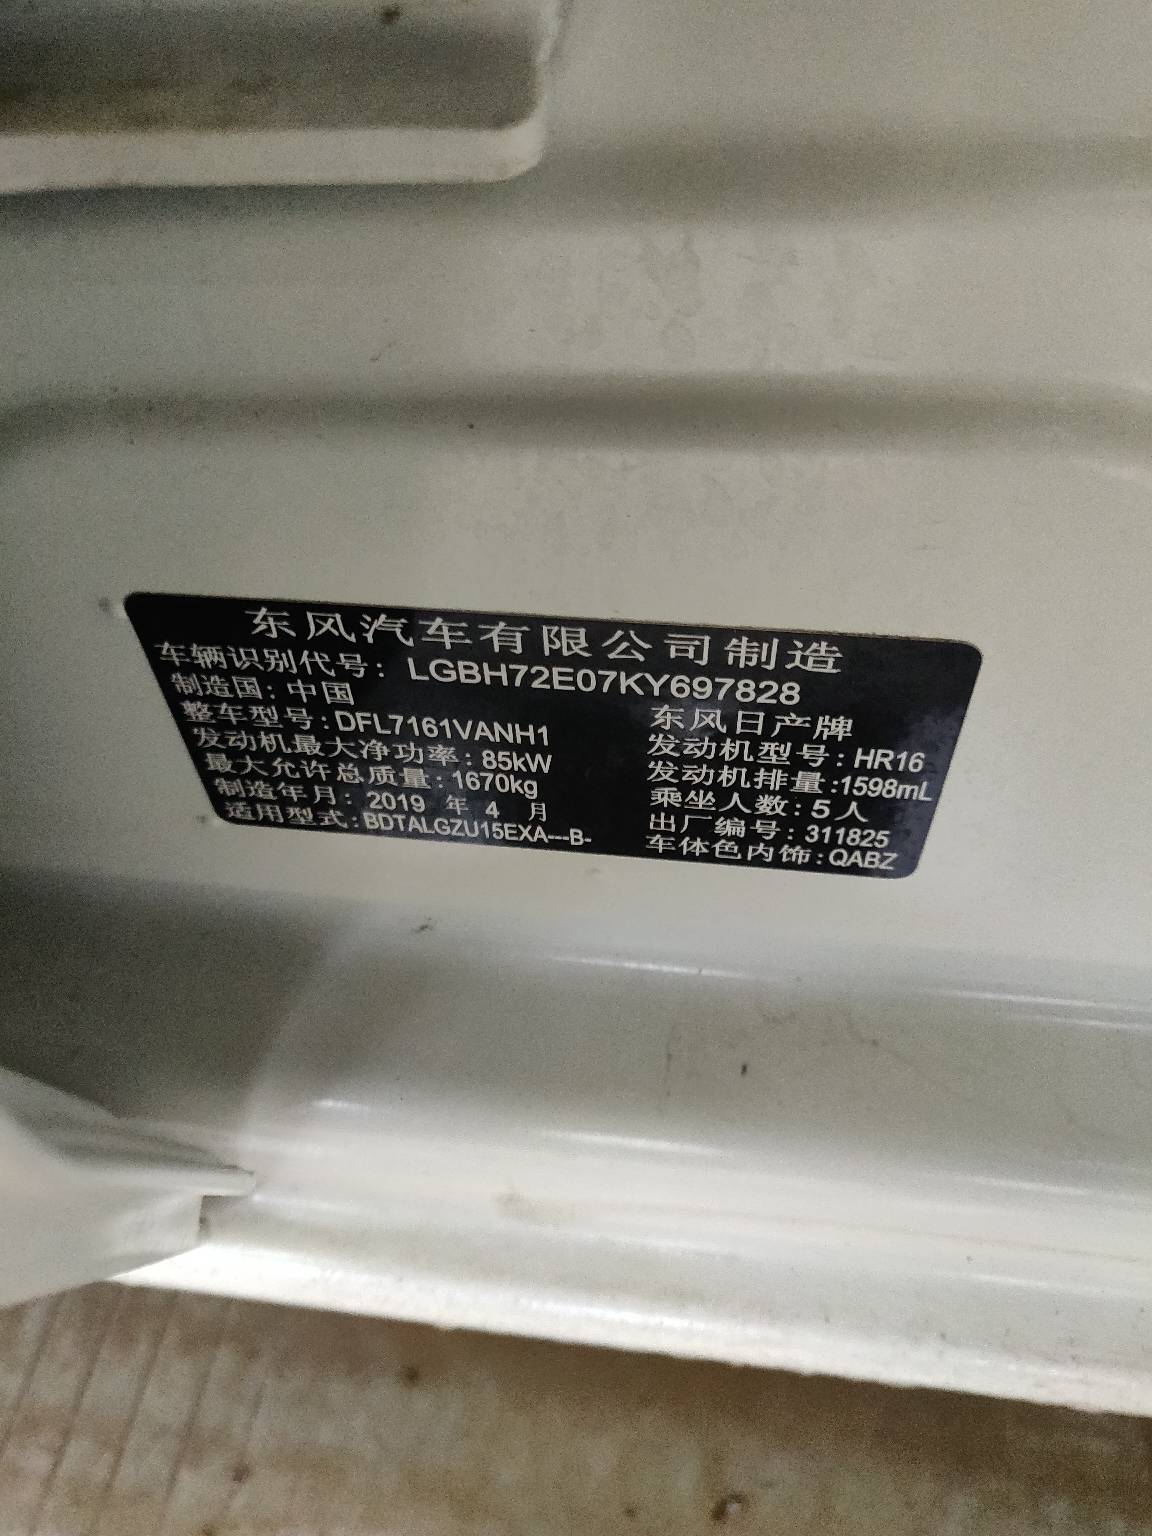 东风汽车有限公司制造
车辆识别代号: LGBH72E07KY697828
制造国: 中国 东风日产牌
整车型号: DFL7161VANH1 发动机型号: HR16
发动机最大净功率: 85kW 发动机排量: 1598mL
最大允许总质量: 1670kg 乘坐人数: 5人
制造年月: 2019 年 4 月 出厂编号: 311825
适用型式: BDTALGZU15EXA---B- 车体色内饰: QABZ